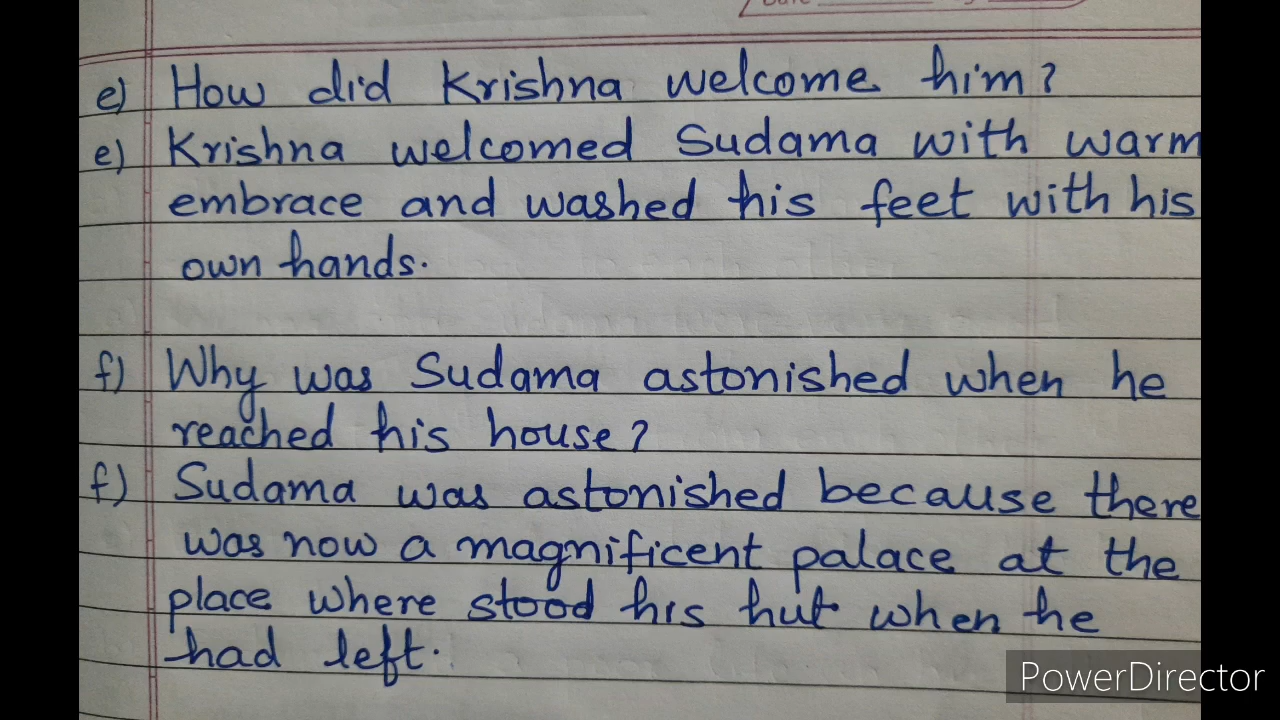 e) How did Krishna welcome him?
e) Krishna welcomed Sudama with warm
embrace and washed his feet with his
own hands.
f) Why was Sudama astonished when he
reached his house?
f) Sudama was astonished because there
was now a magnificent palace at the
place where stood his hut when he
had left.
PowerDirector